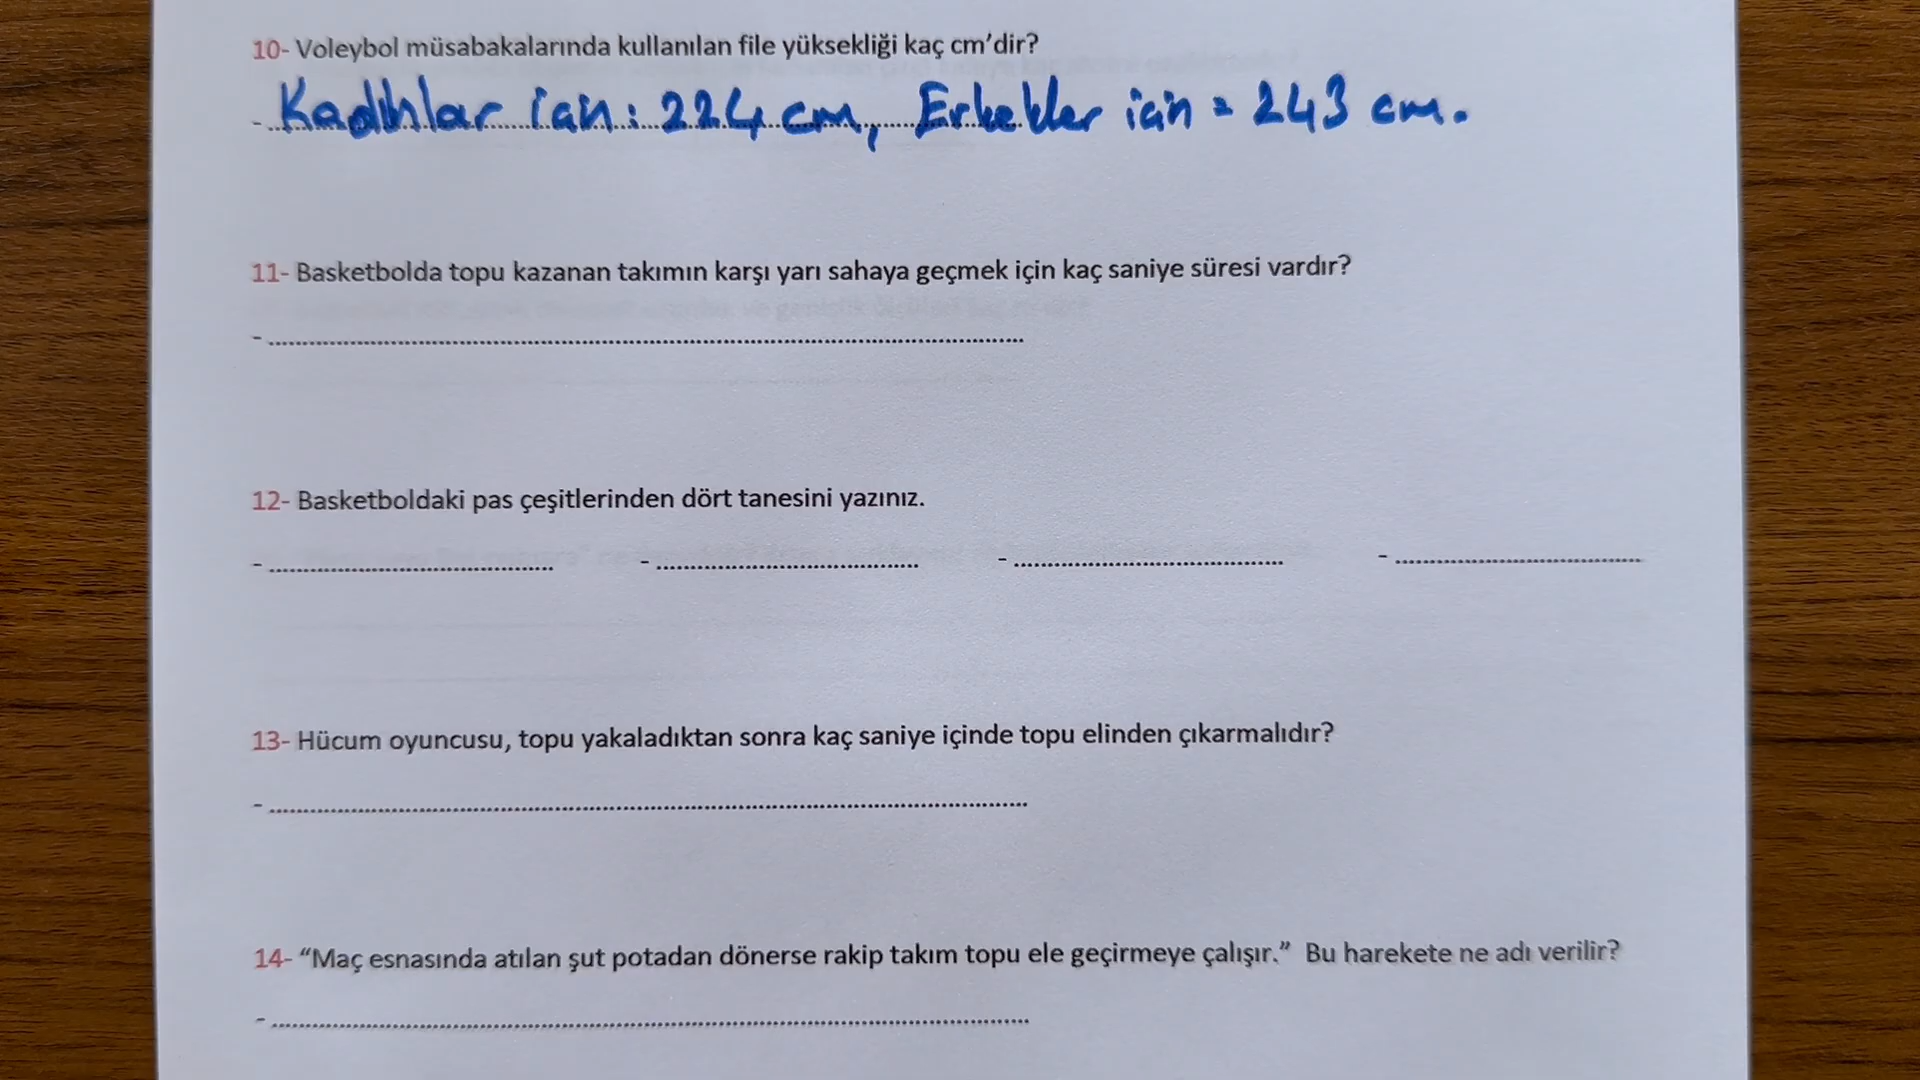 10- Voleybol müsabakalarında kullanılan file yüksekliği kaç cm’dir?
- Kadınlar için: 224 cm, Erkekler için = 243 cm.
11- Basketbolda topu kazanan takımın karşı yarı sahaya geçmek için kaç saniye süresi vardır?
12- Basketboldaki pas çeşitlerinden dört tanesini yazınız.
13- Hücum oyuncusu, topu yakaladıktan sonra kaç saniye içinde topu elinden çıkarmalıdır?
14- “Maç esnasında atılan şut potadan dönerse rakip takım topu ele geçirmeye çalışır.” Bu harekete ne adı verilir?